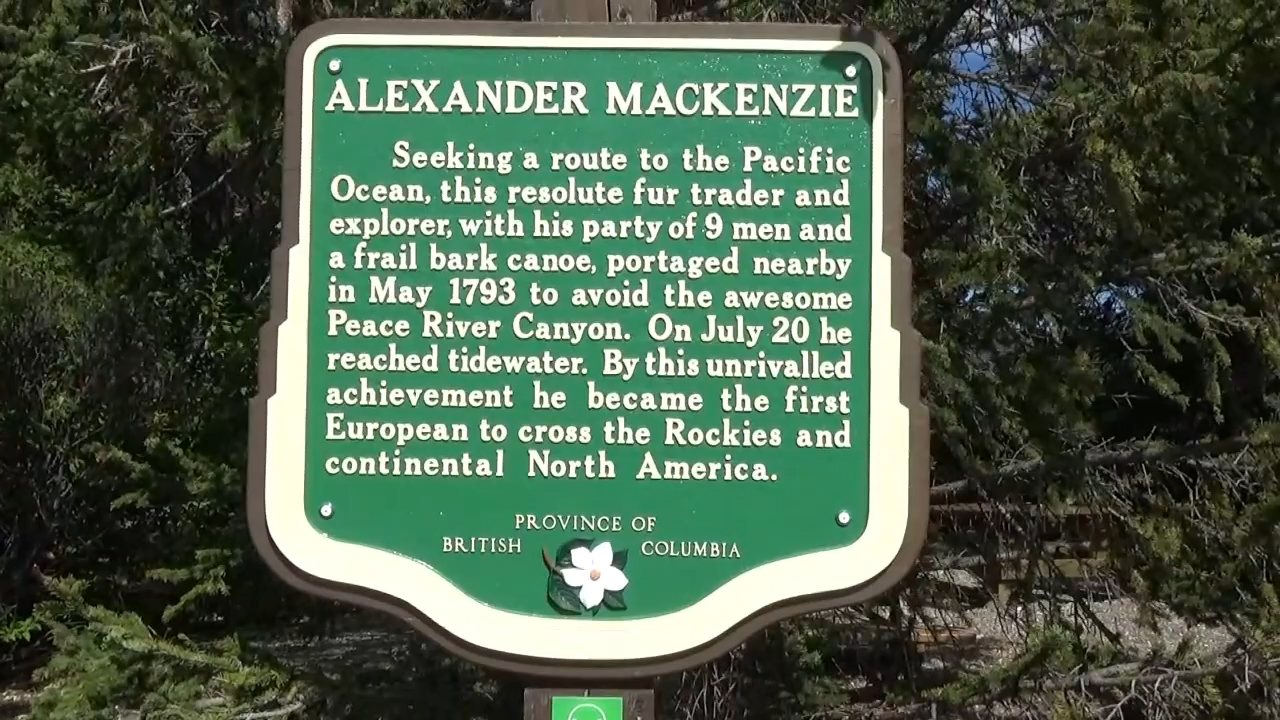 ALEXANDER MACKENZIE
Seeking a route to the Pacific
Ocean, this resolute fur trader and
explorer, with his party of 9 men and
a frail bark canoe, portaged nearby
in May 1793 to avoid the awesome
Peace River Canyon. On July 20 he
reached tidewater. By this unrivalled
achievement he became the first
European to cross the Rockies and
continental North America.
PROVINCE OF
BRITISH COLUMBIA